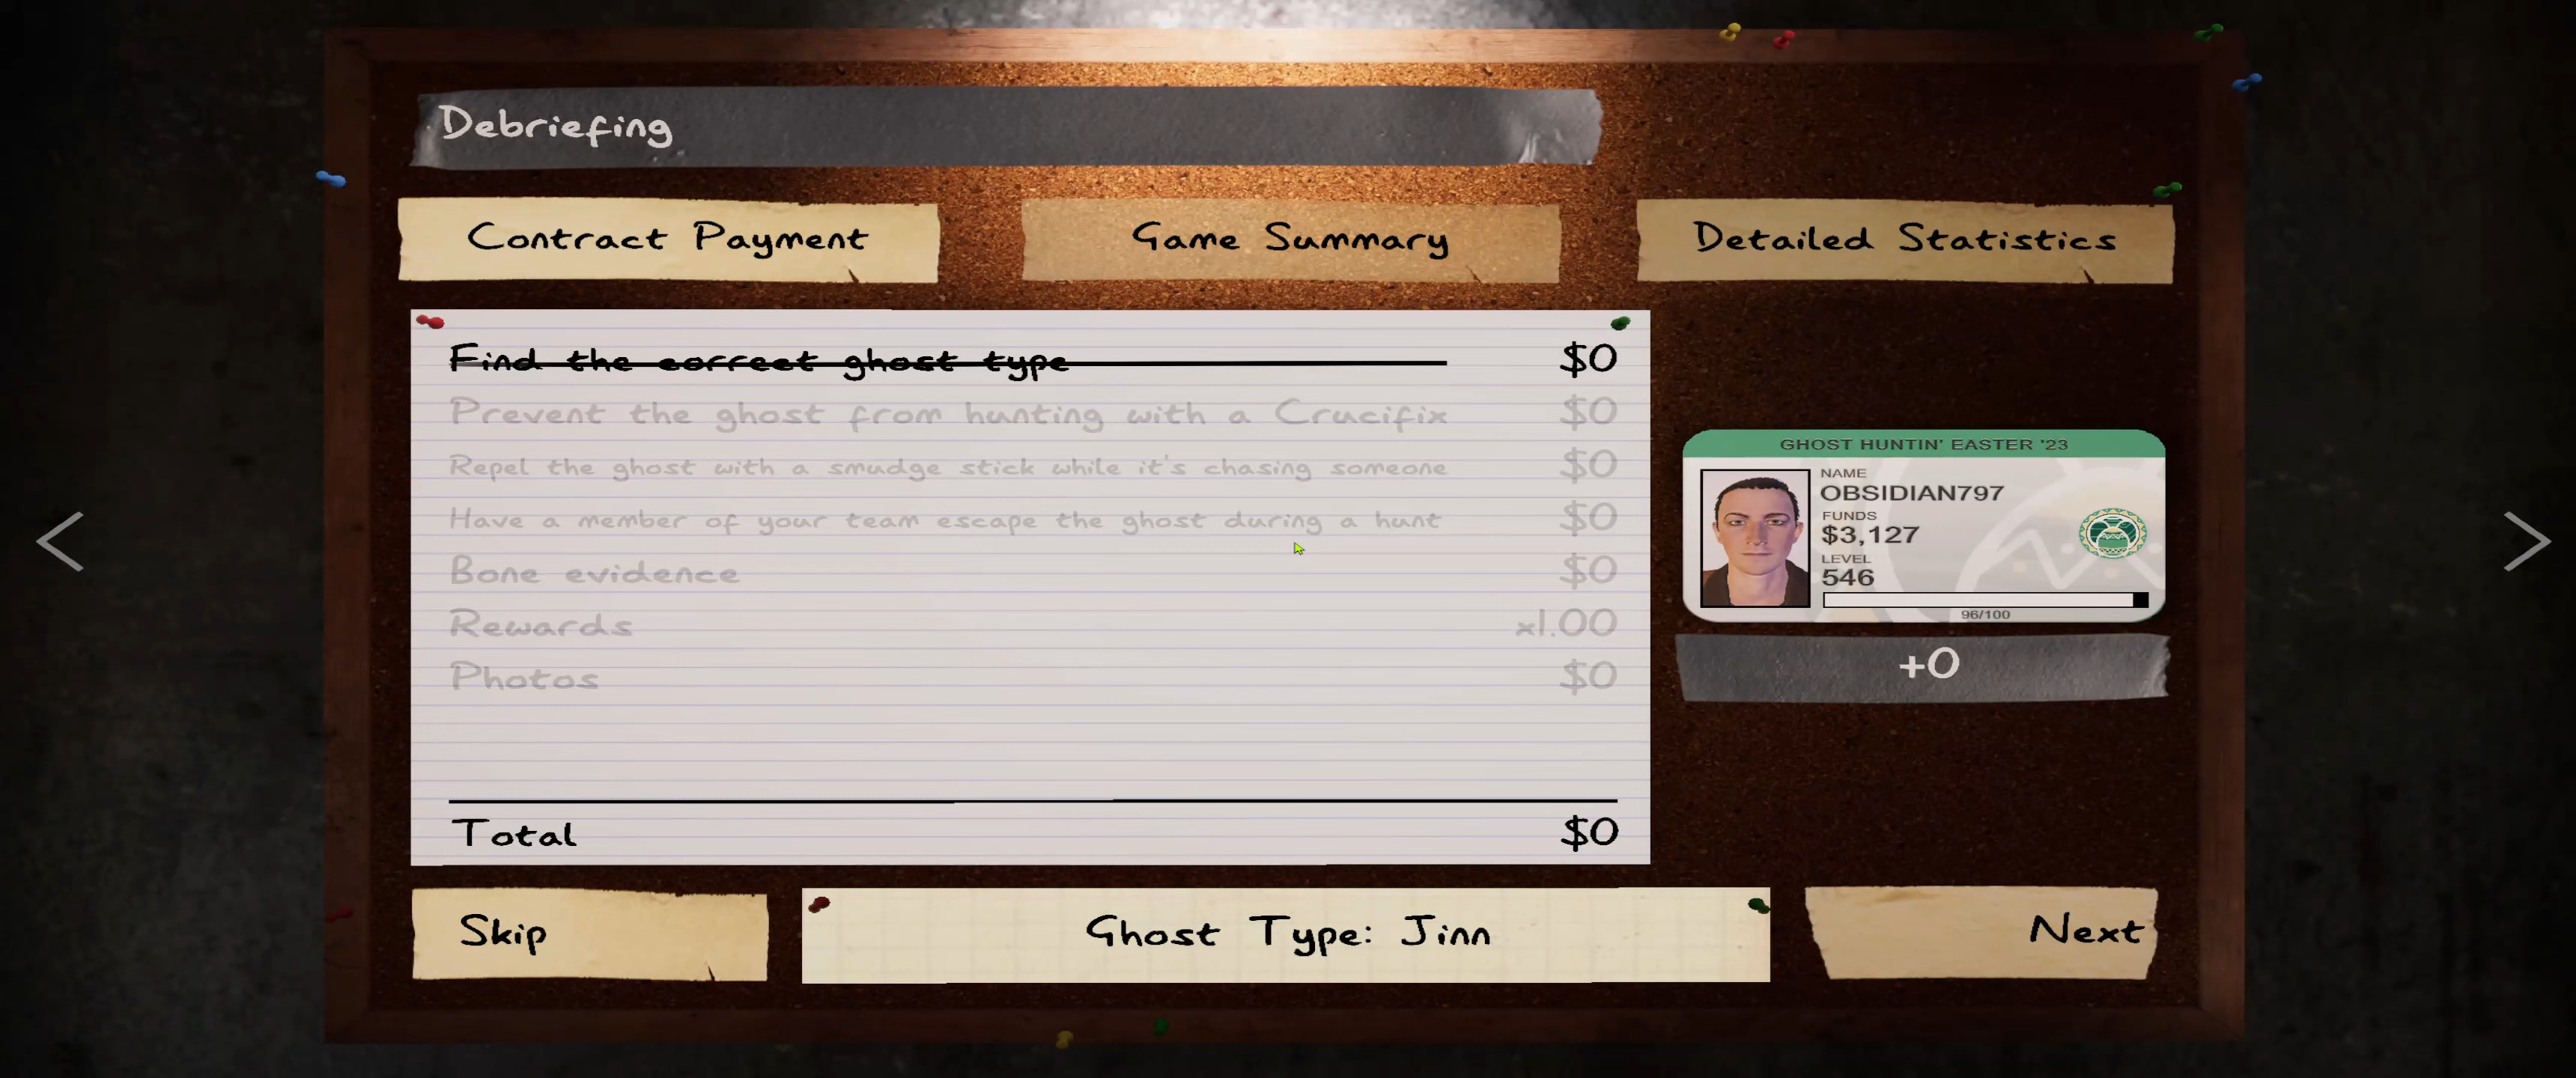 Debriefing
Contract Payment
Game Summary
Detailed Statistics
Find the correct ghost type $0
Prevent the ghost from hunting with a Crucifix $0
Repel the ghost with a smudge stick while it's chasing someone $0
Have a member of your team escape the ghost during a hunt $0
Bone evidence $0
Rewards x1.00
Photos $0
Total $0
GHOST HUNTIN' EASTER '23
NAME
OBSIDIAN797
FUNDS
$3,127
LEVEL
546
96/100
+0
Skip
Ghost Type: Jinn
Next